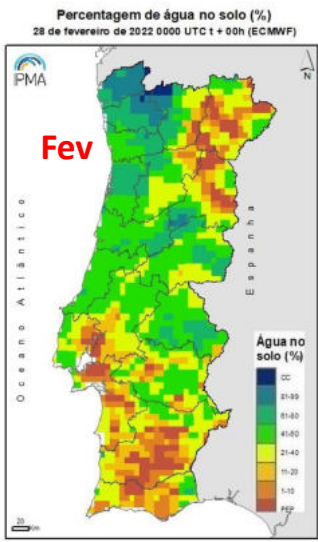 Percentagem de água no solo (%)
28 de fevereiro de 2022 0000 UTC t + 00h (ECMWF)
IPMA
N
Fev
Oceano Atlântico
Espanha
Água no
solo (%)
CC
81-99
61-80
41-60
21-40
11-20
1-10
PEP
20
Km